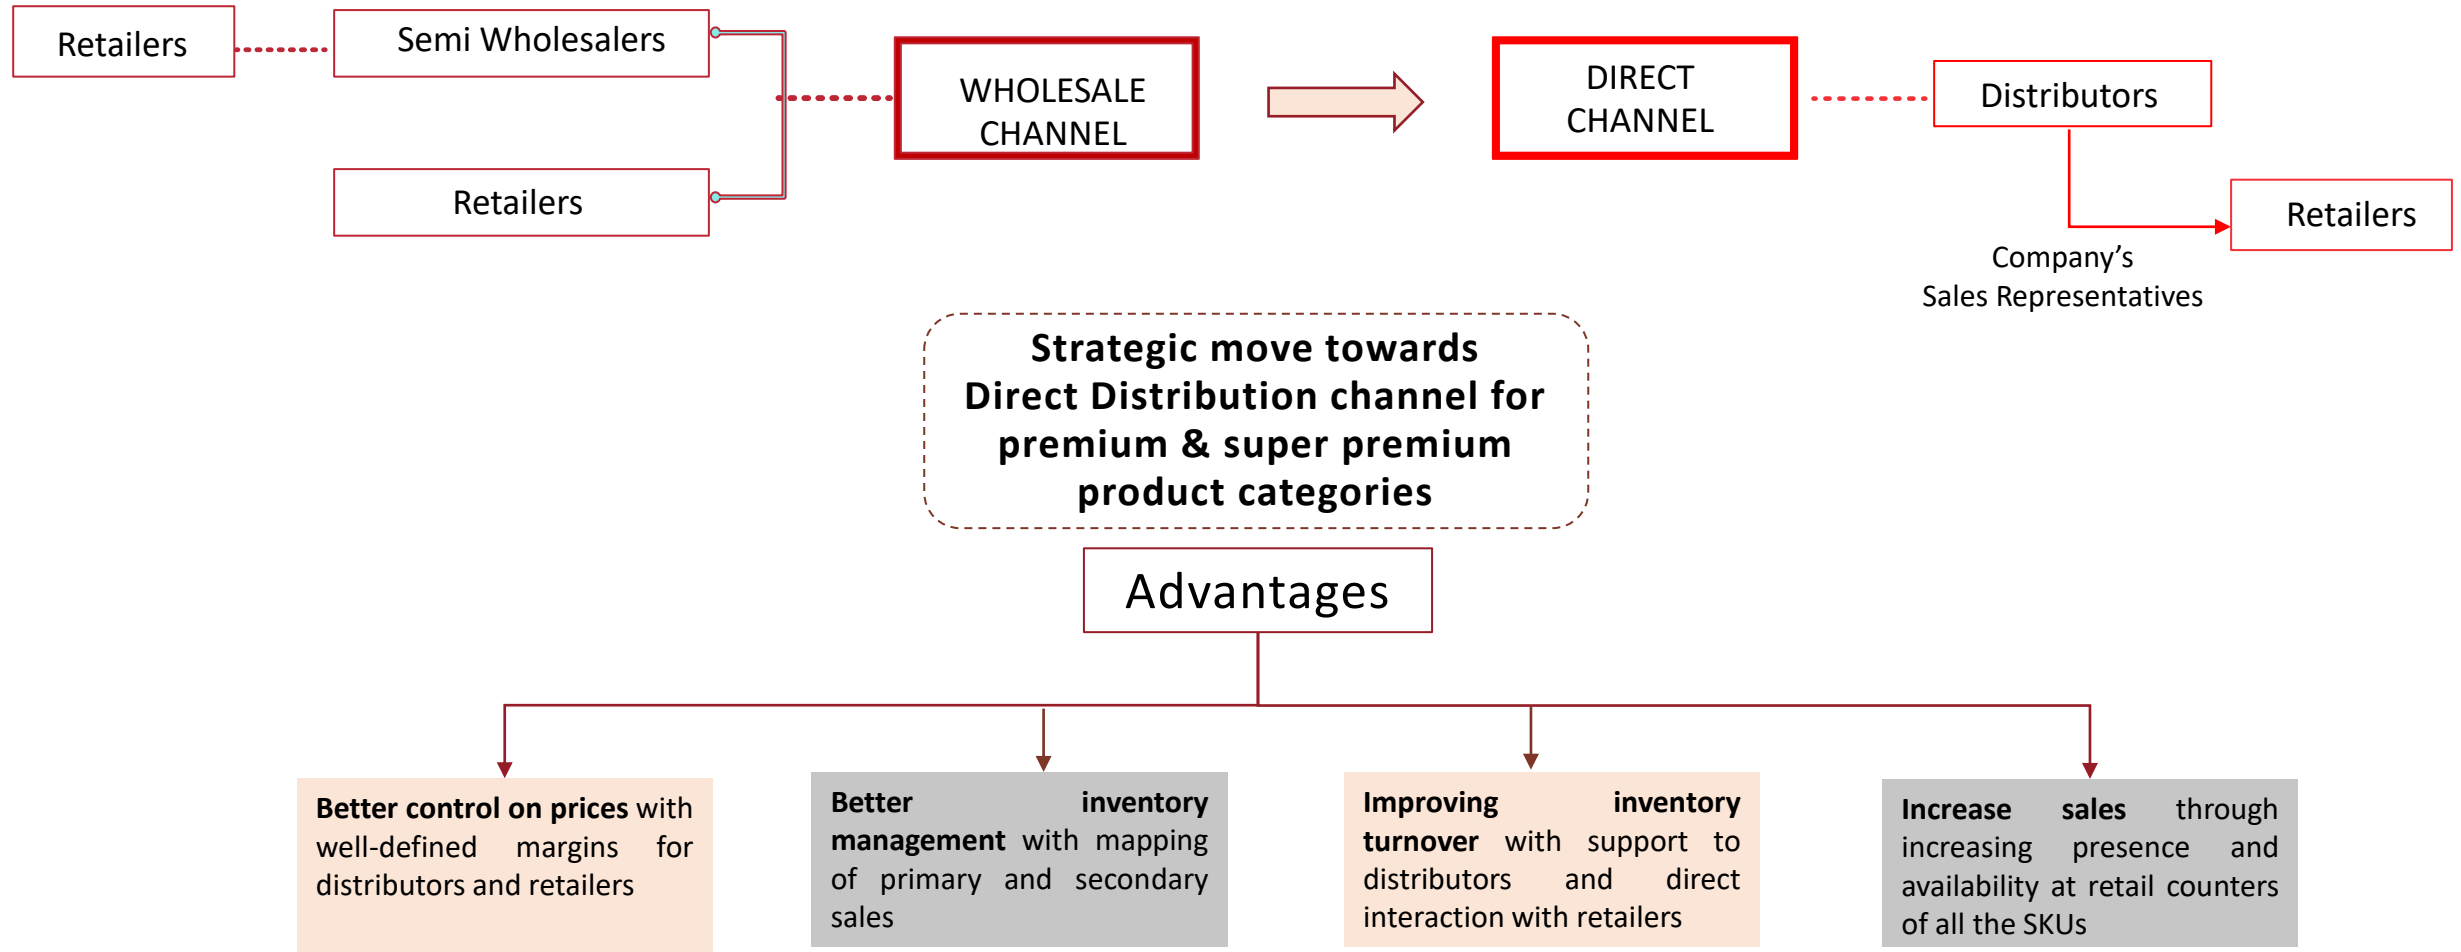 Retailers
Semi Wholesalers
Retailers
WHOLESALE
CHANNEL
DIRECT
CHANNEL
Distributors
Retailers
Company’s
Sales Representatives
Strategic move towards
Direct Distribution channel for
premium & super premium
product categories
Advantages
Better control on prices with
well-defined margins for
distributors and retailers
Better inventory
management with mapping
of primary and secondary
sales
Improving inventory
turnover with support to
distributors and direct
interaction with retailers
Increase sales through
increasing presence and
availability at retail counters
of all the SKUs